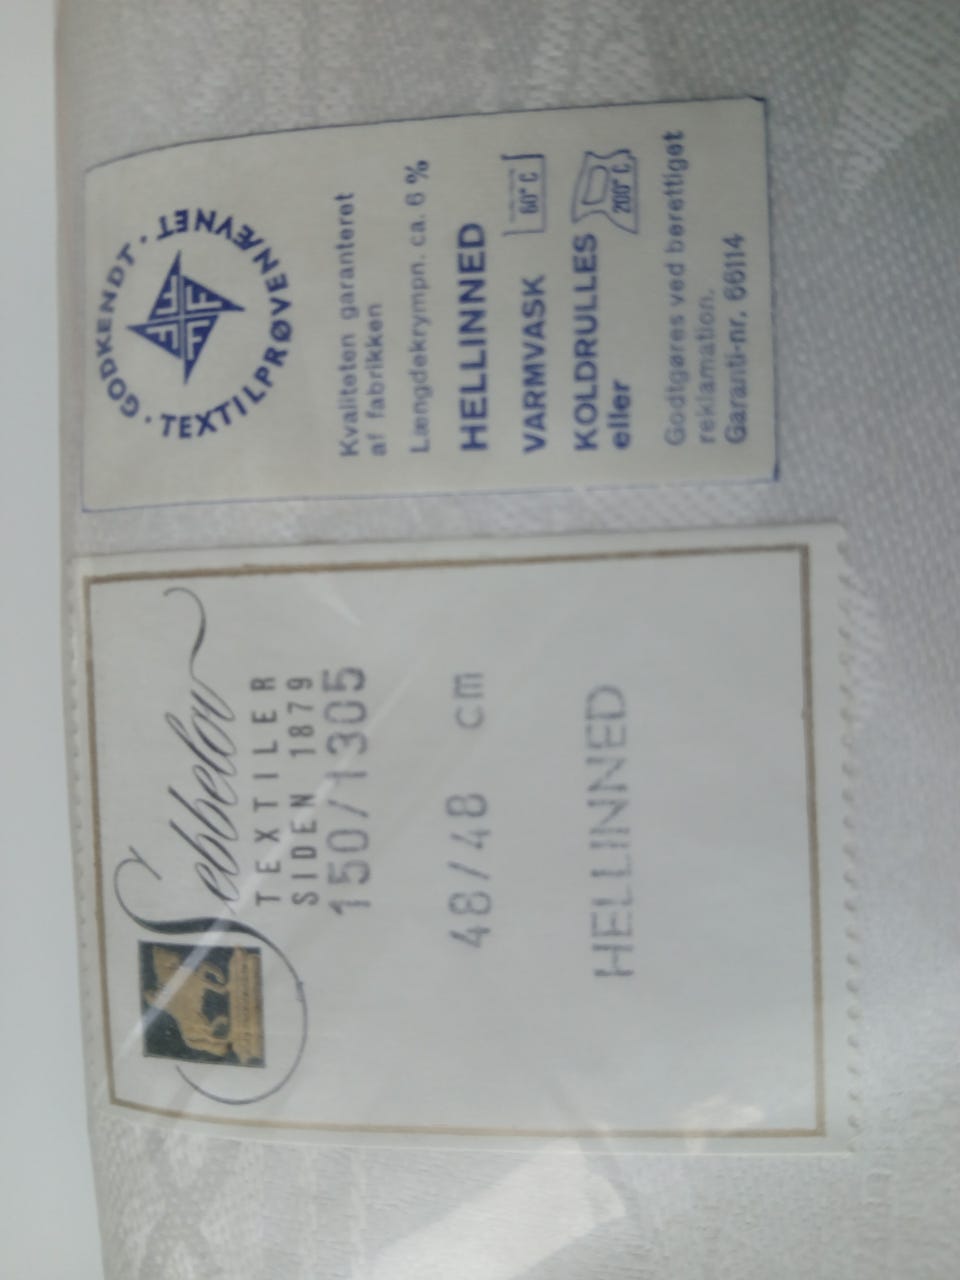 Sebbelov
TEXTILER
SIDEN 1879
150/1305
48/48 cm
HELLINNED
GODKENDT · TEXTILPRØVENÆVNET ·
Kvaliteten garanteret
af fabrikken
Længdekrympn. ca. 6 %
HELLINNED
VARMVASK 60° C
KOLDRULLES
eller 200° C
Godtgøres ved berettiget
reklamation.
Garanti-nr. 66114